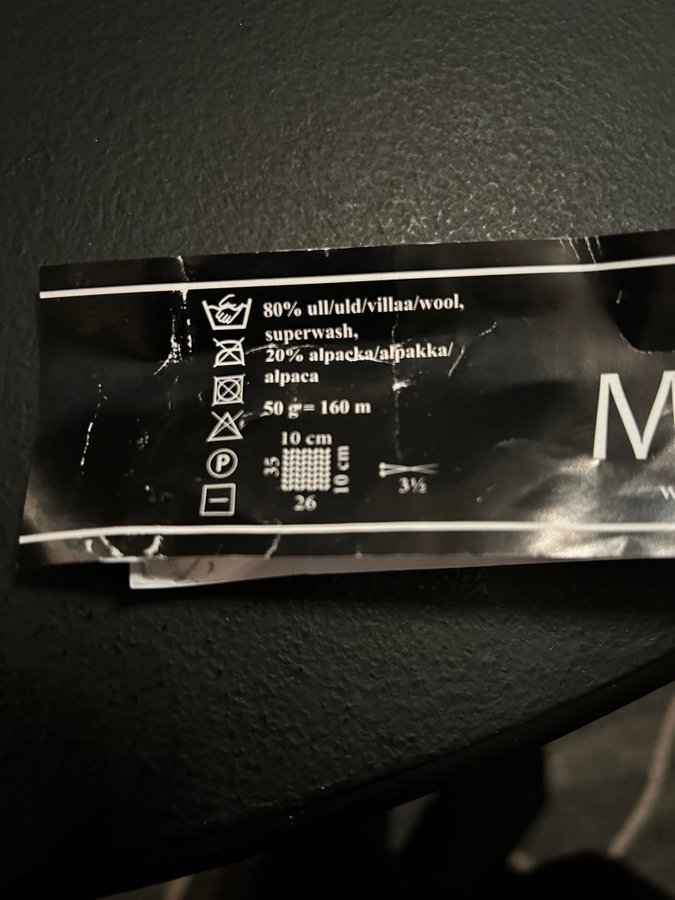 80% ull/uld/villaa/wool,
superwash,
20% alpacka/alpakka/
alpaca
50 g = 160 m
10 cm
35
10 cm
26
3½
P
M
w